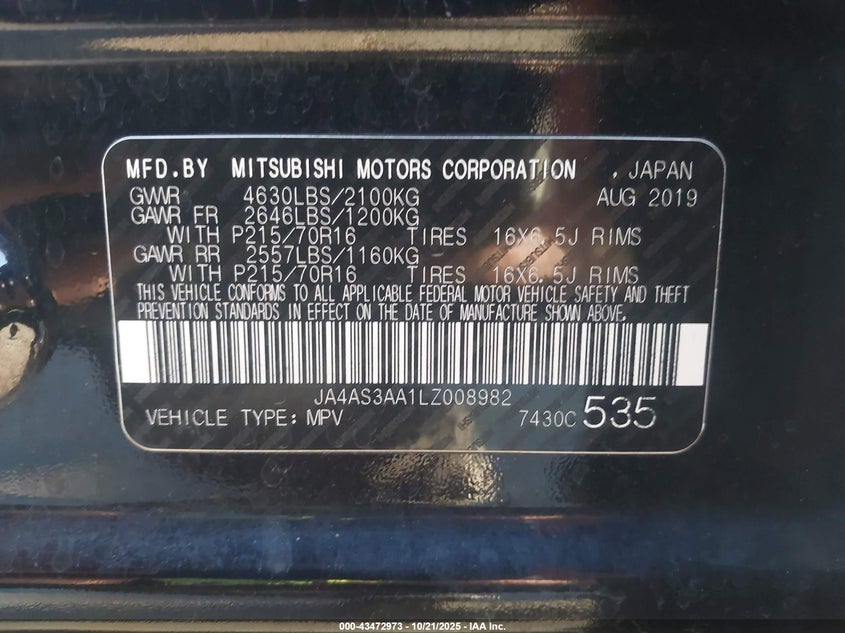 MFD.BY MITSUBISHI MOTORS CORPORATION , JAPAN
GVWR 4630LBS/2100KG AUG 2019
GAWR FR 2646LBS/1200KG
WITH P215/70R16 TIRES 16X6.5J RIMS
GAWR RR 2557LBS/1160KG
WITH P215/70R16 TIRES 16X6.5J RIMS
THIS VEHICLE CONFORMS TO ALL APPLICABLE FEDERAL MOTOR VEHICLE SAFETY AND THEFT
PREVENTION STANDARDS IN EFFECT ON THE DATE OF MANUFACTURE SHOWN ABOVE.
JA4AS3AA1LZ008982
VEHICLE TYPE: MPV 7430C 535
000-43472973 - 10/21/2025 - IAA Inc.